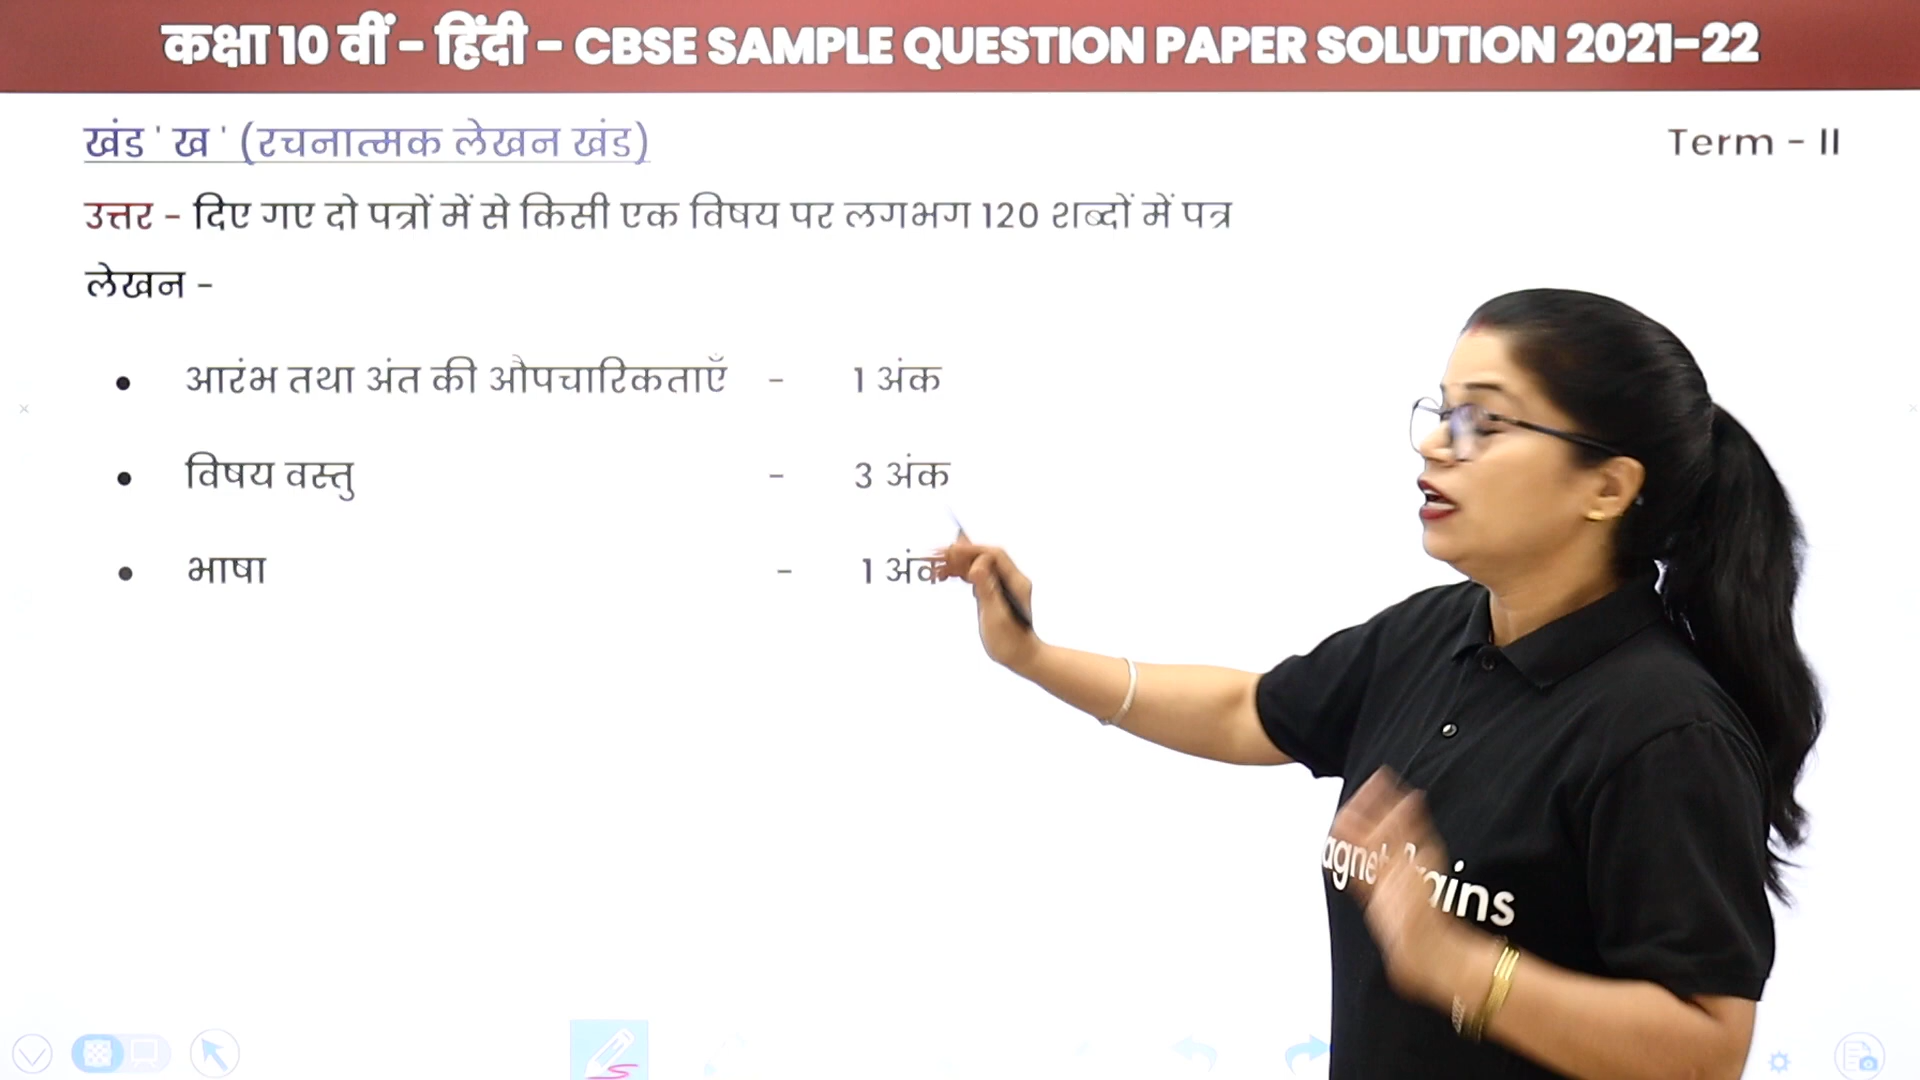 कक्षा 10 वीं - हिंदी - CBSE SAMPLE QUESTION PAPER SOLUTION 2021-22
खंड ' ख ' (रचनात्मक लेखन खंड)
Term - II
उत्तर - दिए गए दो पत्रों में से किसी एक विषय पर लगभग 120 शब्दों में पत्र
लेखन -
• आरंभ तथा अंत की औपचारिकताएँ - 1 अंक
• विषय वस्तु - 3 अंक
• भाषा - 1 अंक